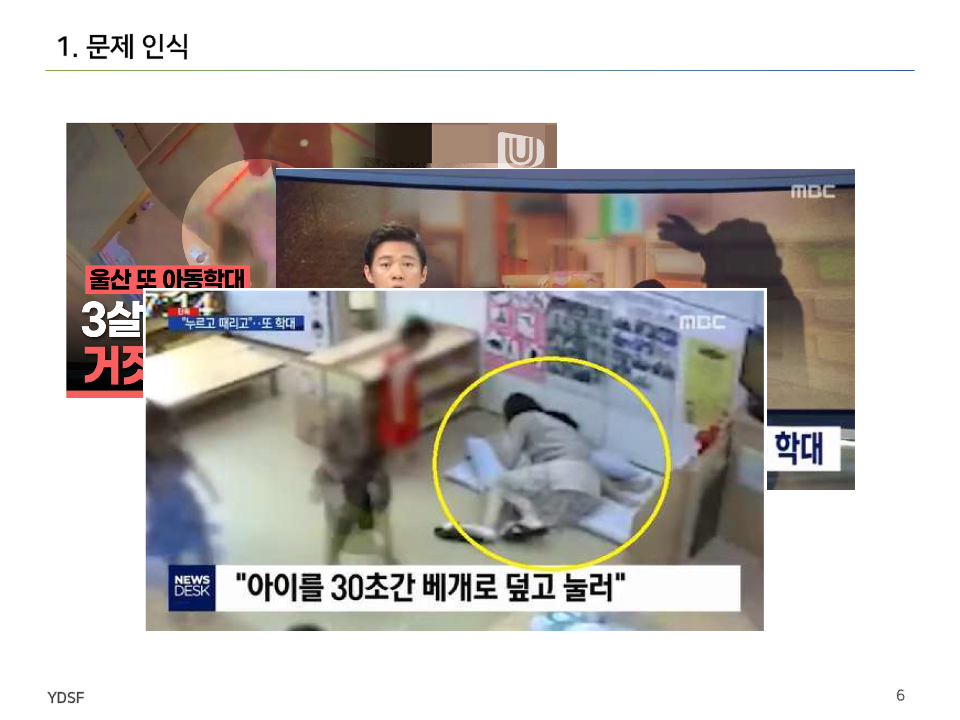 1. 문제 인식
U
MBC
울산 또 아동학대
3살
거짓
단독
"누르고 때리고"··또 학대
MBC
학대
NEWS
DESK
"아이를 30초간 베개로 덮고 눌러"
YDSF
6